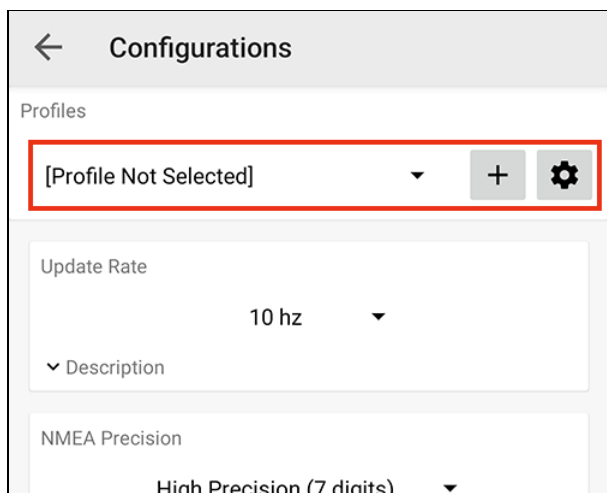 Configurations
Profiles
[Profile Not Selected]
Update Rate
10 hz
Description
NMEA Precision
High Precision (7 digits)